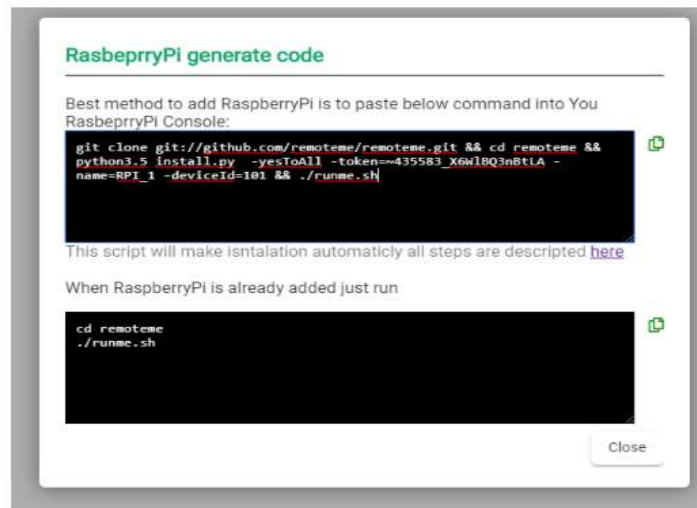 RasbeprryPi generate code
Best method to add RaspberryPi is to paste below command into You
RasbeprryPi Console:
git clone git://github.com/remoteme/remoteme.git && cd remoteme &&
python3.5 install.py  -yesToAll -token=~435583_X6Wl8Q3nBtLA -
name=RPI_1 -deviceId=101 && ./runme.sh
This script will make isntalation automaticly all steps are descripted here
When RaspberryPi is already added just run
cd remoteme
./runme.sh
Close